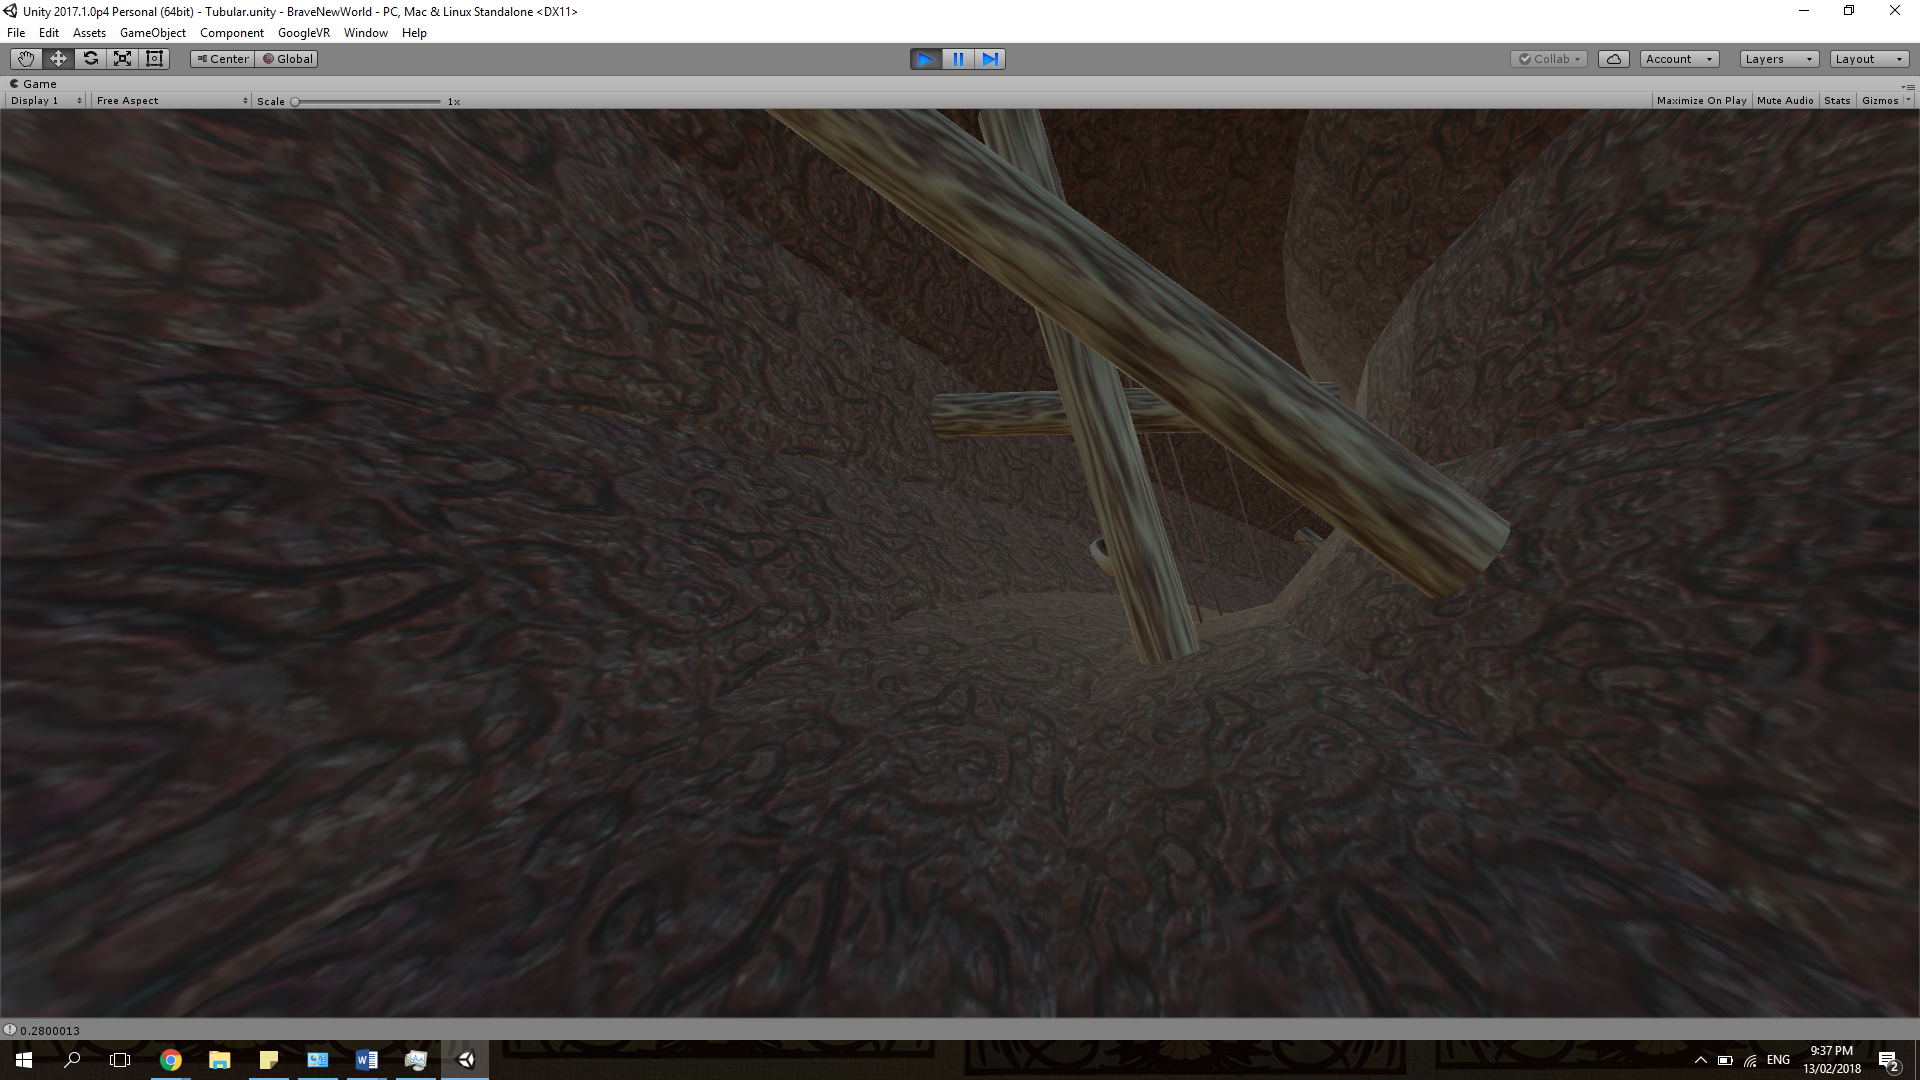 Unity 2017.1.0p4 Personal (64bit) - Tubular.unity - BraveNewWorld - PC, Mac & Linux Standalone <DX11>
File Edit Assets GameObject Component GoogleVR Window Help
Center Global Collab Account Layers Layout
Game
Display 1 Free Aspect Scale 1x Maximize On Play Mute Audio Stats Gizmos
0.2800013
ENG
9:37 PM
13/02/2018
2